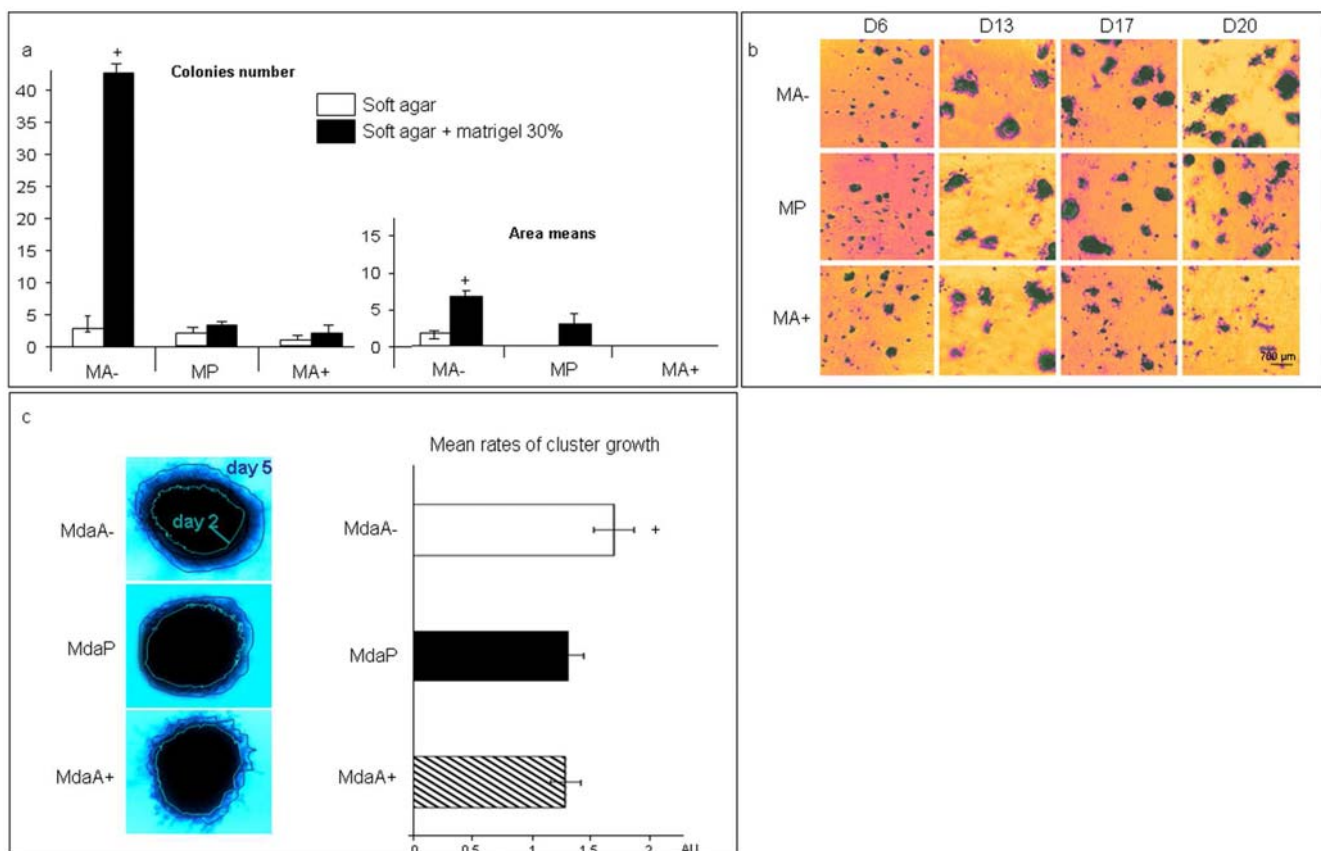 a
+
Colonies number
Soft agar
Soft agar + matrigel 30%
40
35
30
25
20
15
10
5
0
MA-
MP
MA+
Area means
15
10
5
0
+
MA-
MP
MA+
b
D6
D13
D17
D20
MA-
MP
MA+
700 µm
c
Mean rates of cluster growth
day 5
day 2
MdaA-
MdaP
MdaA+
MdaA-
+
MdaP
MdaA+
0
0.5
1
1.5
2
AU